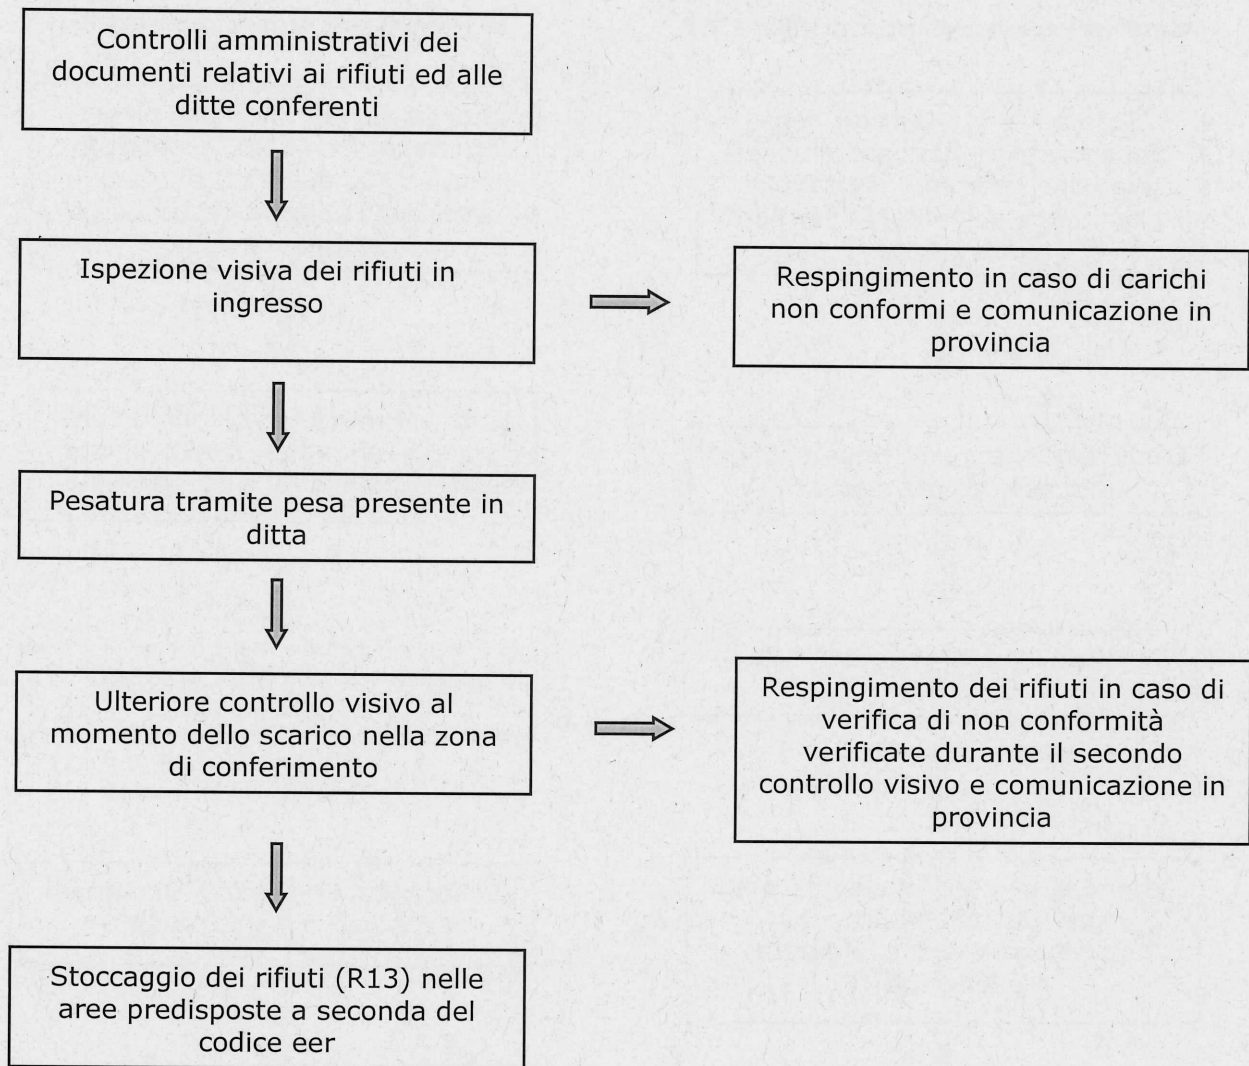 Controlli amministrativi dei
documenti relativi ai rifiuti ed alle
ditte conferenti
Ispezione visiva dei rifiuti in
ingresso
Respingimento in caso di carichi
non conformi e comunicazione in
provincia
Pesatura tramite pesa presente in
ditta
Ulteriore controllo visivo al
momento dello scarico nella zona
di conferimento
Respingimento dei rifiuti in caso di
verifica di non conformità
verificate durante il secondo
controllo visivo e comunicazione in
provincia
Stoccaggio dei rifiuti (R13) nelle
aree predisposte a seconda del
codice eer